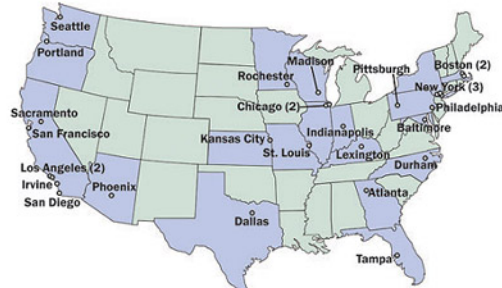 Seattle
Portland
Madison
Rochester
Pittsburgh
Boston (2)
New York (3)
Chicago (2)
Philadelphia
Sacramento
San Francisco
Kansas City
Indianapolis
Baltimore
St. Louis
Lexington
Los Angeles (2)
Irvine
Phoenix
Durham
San Diego
Atlanta
Dallas
Tampa